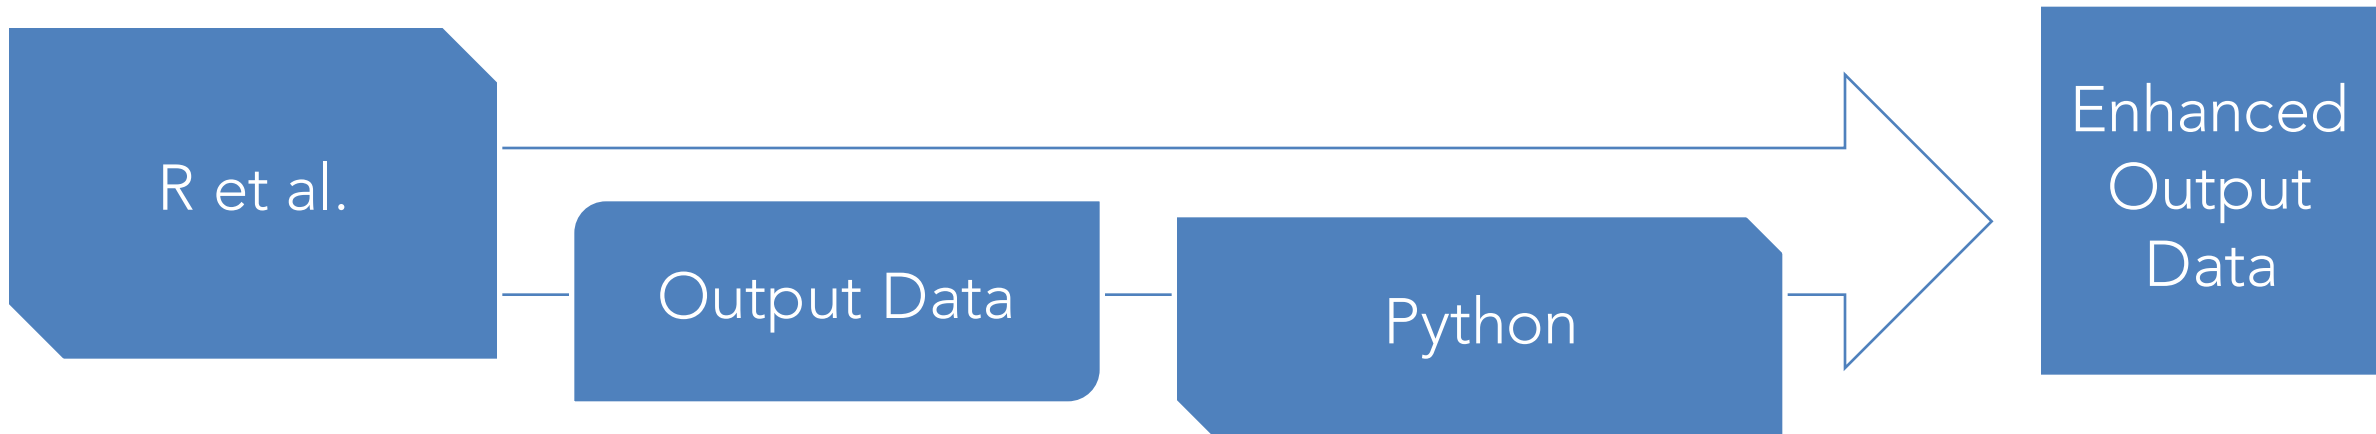 R et al.
Output Data
Python
Enhanced
Output
Data